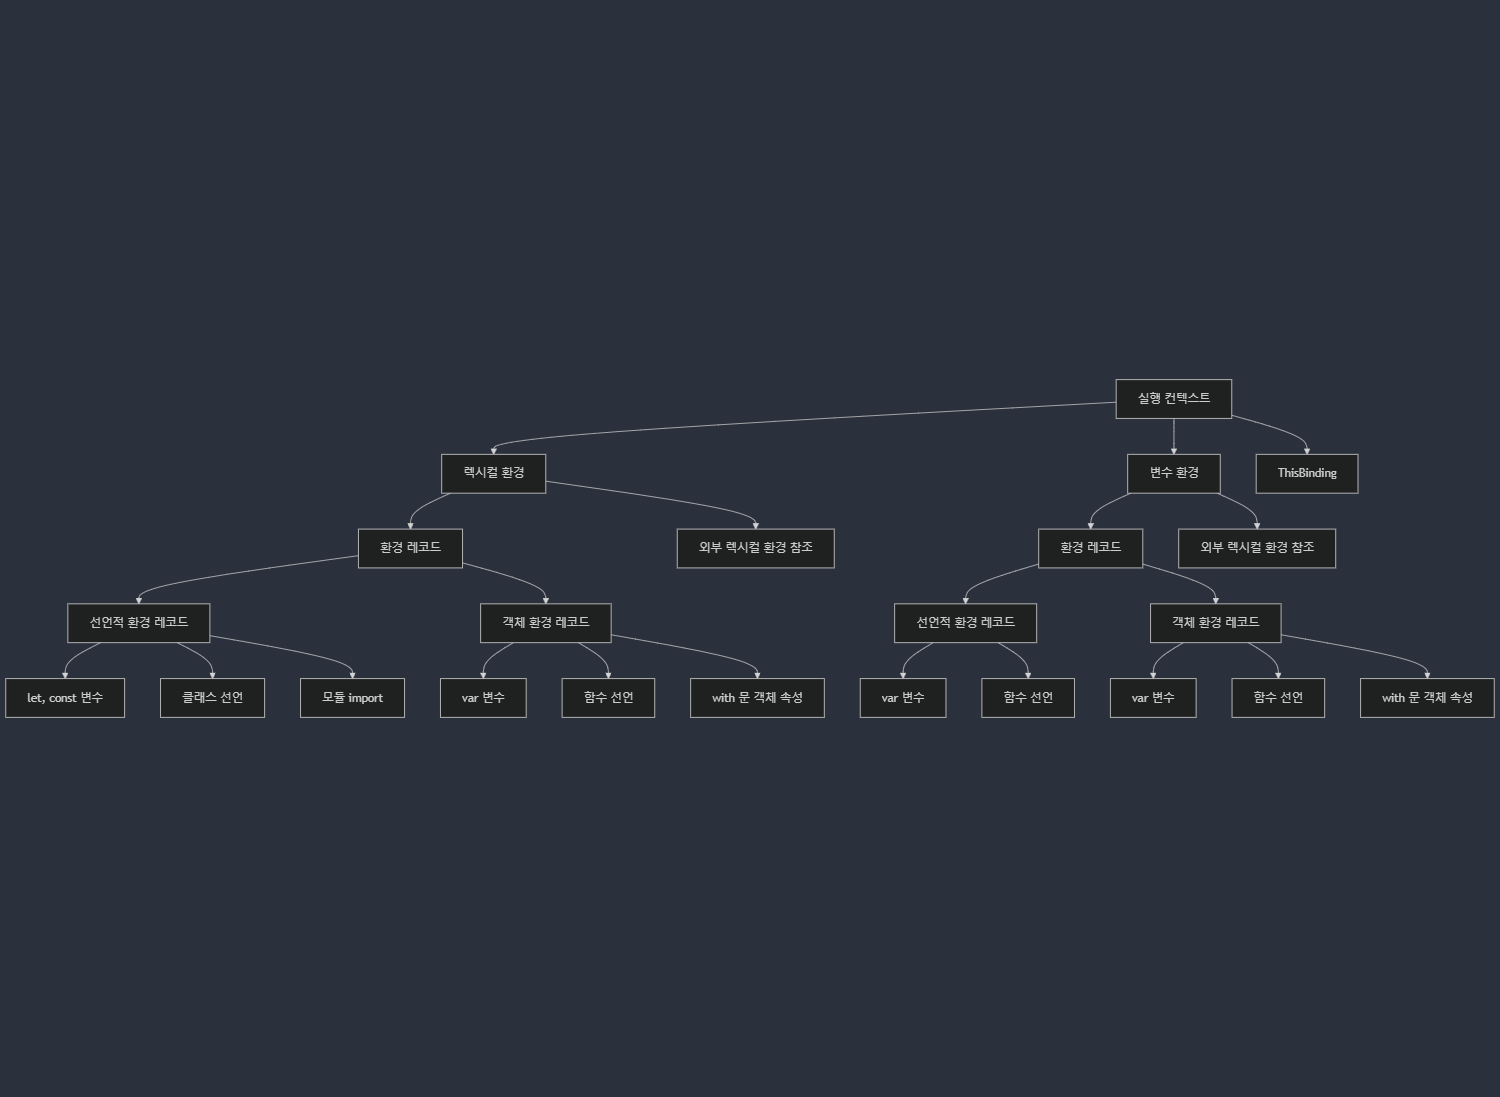 실행 컨텍스트
렉시컬 환경
변수 환경
ThisBinding
환경 레코드
외부 렉시컬 환경 참조
환경 레코드
외부 렉시컬 환경 참조
선언적 환경 레코드
객체 환경 레코드
선언적 환경 레코드
객체 환경 레코드
let, const 변수
클래스 선언
모듈 import
var 변수
함수 선언
with 문 객체 속성
var 변수
함수 선언
var 변수
함수 선언
with 문 객체 속성